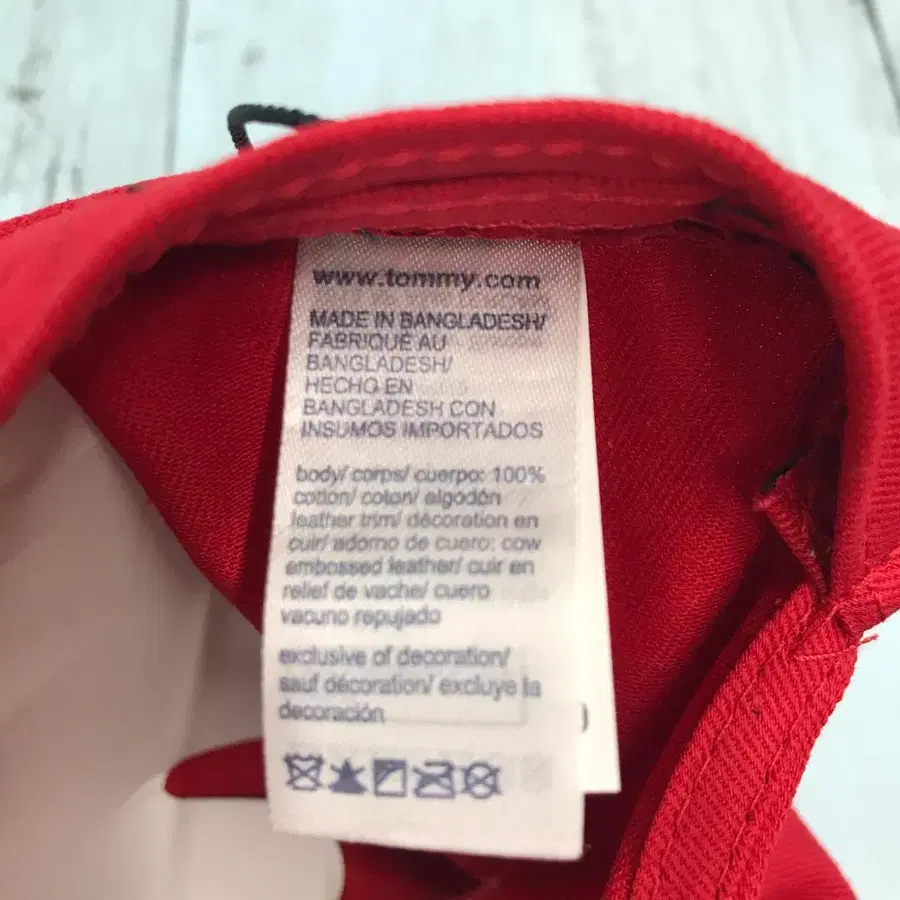 www.tommy.com
MADE IN BANGLADESH/
FABRIQUÉ AU
BANGLADESH/
HECHO EN
BANGLADESH CON
INSUMOS IMPORTADOS
body/ corps/ cuerpo: 100%
cotton/ coton/ algodón
leather trim/ décoration en
cuir/ adorno de cuero: cow
embossed leather/ cuir en
relief de vache/ cuero
vacuno repujado
exclusive of decoration/
sauf décoration/ excluye la
decoración